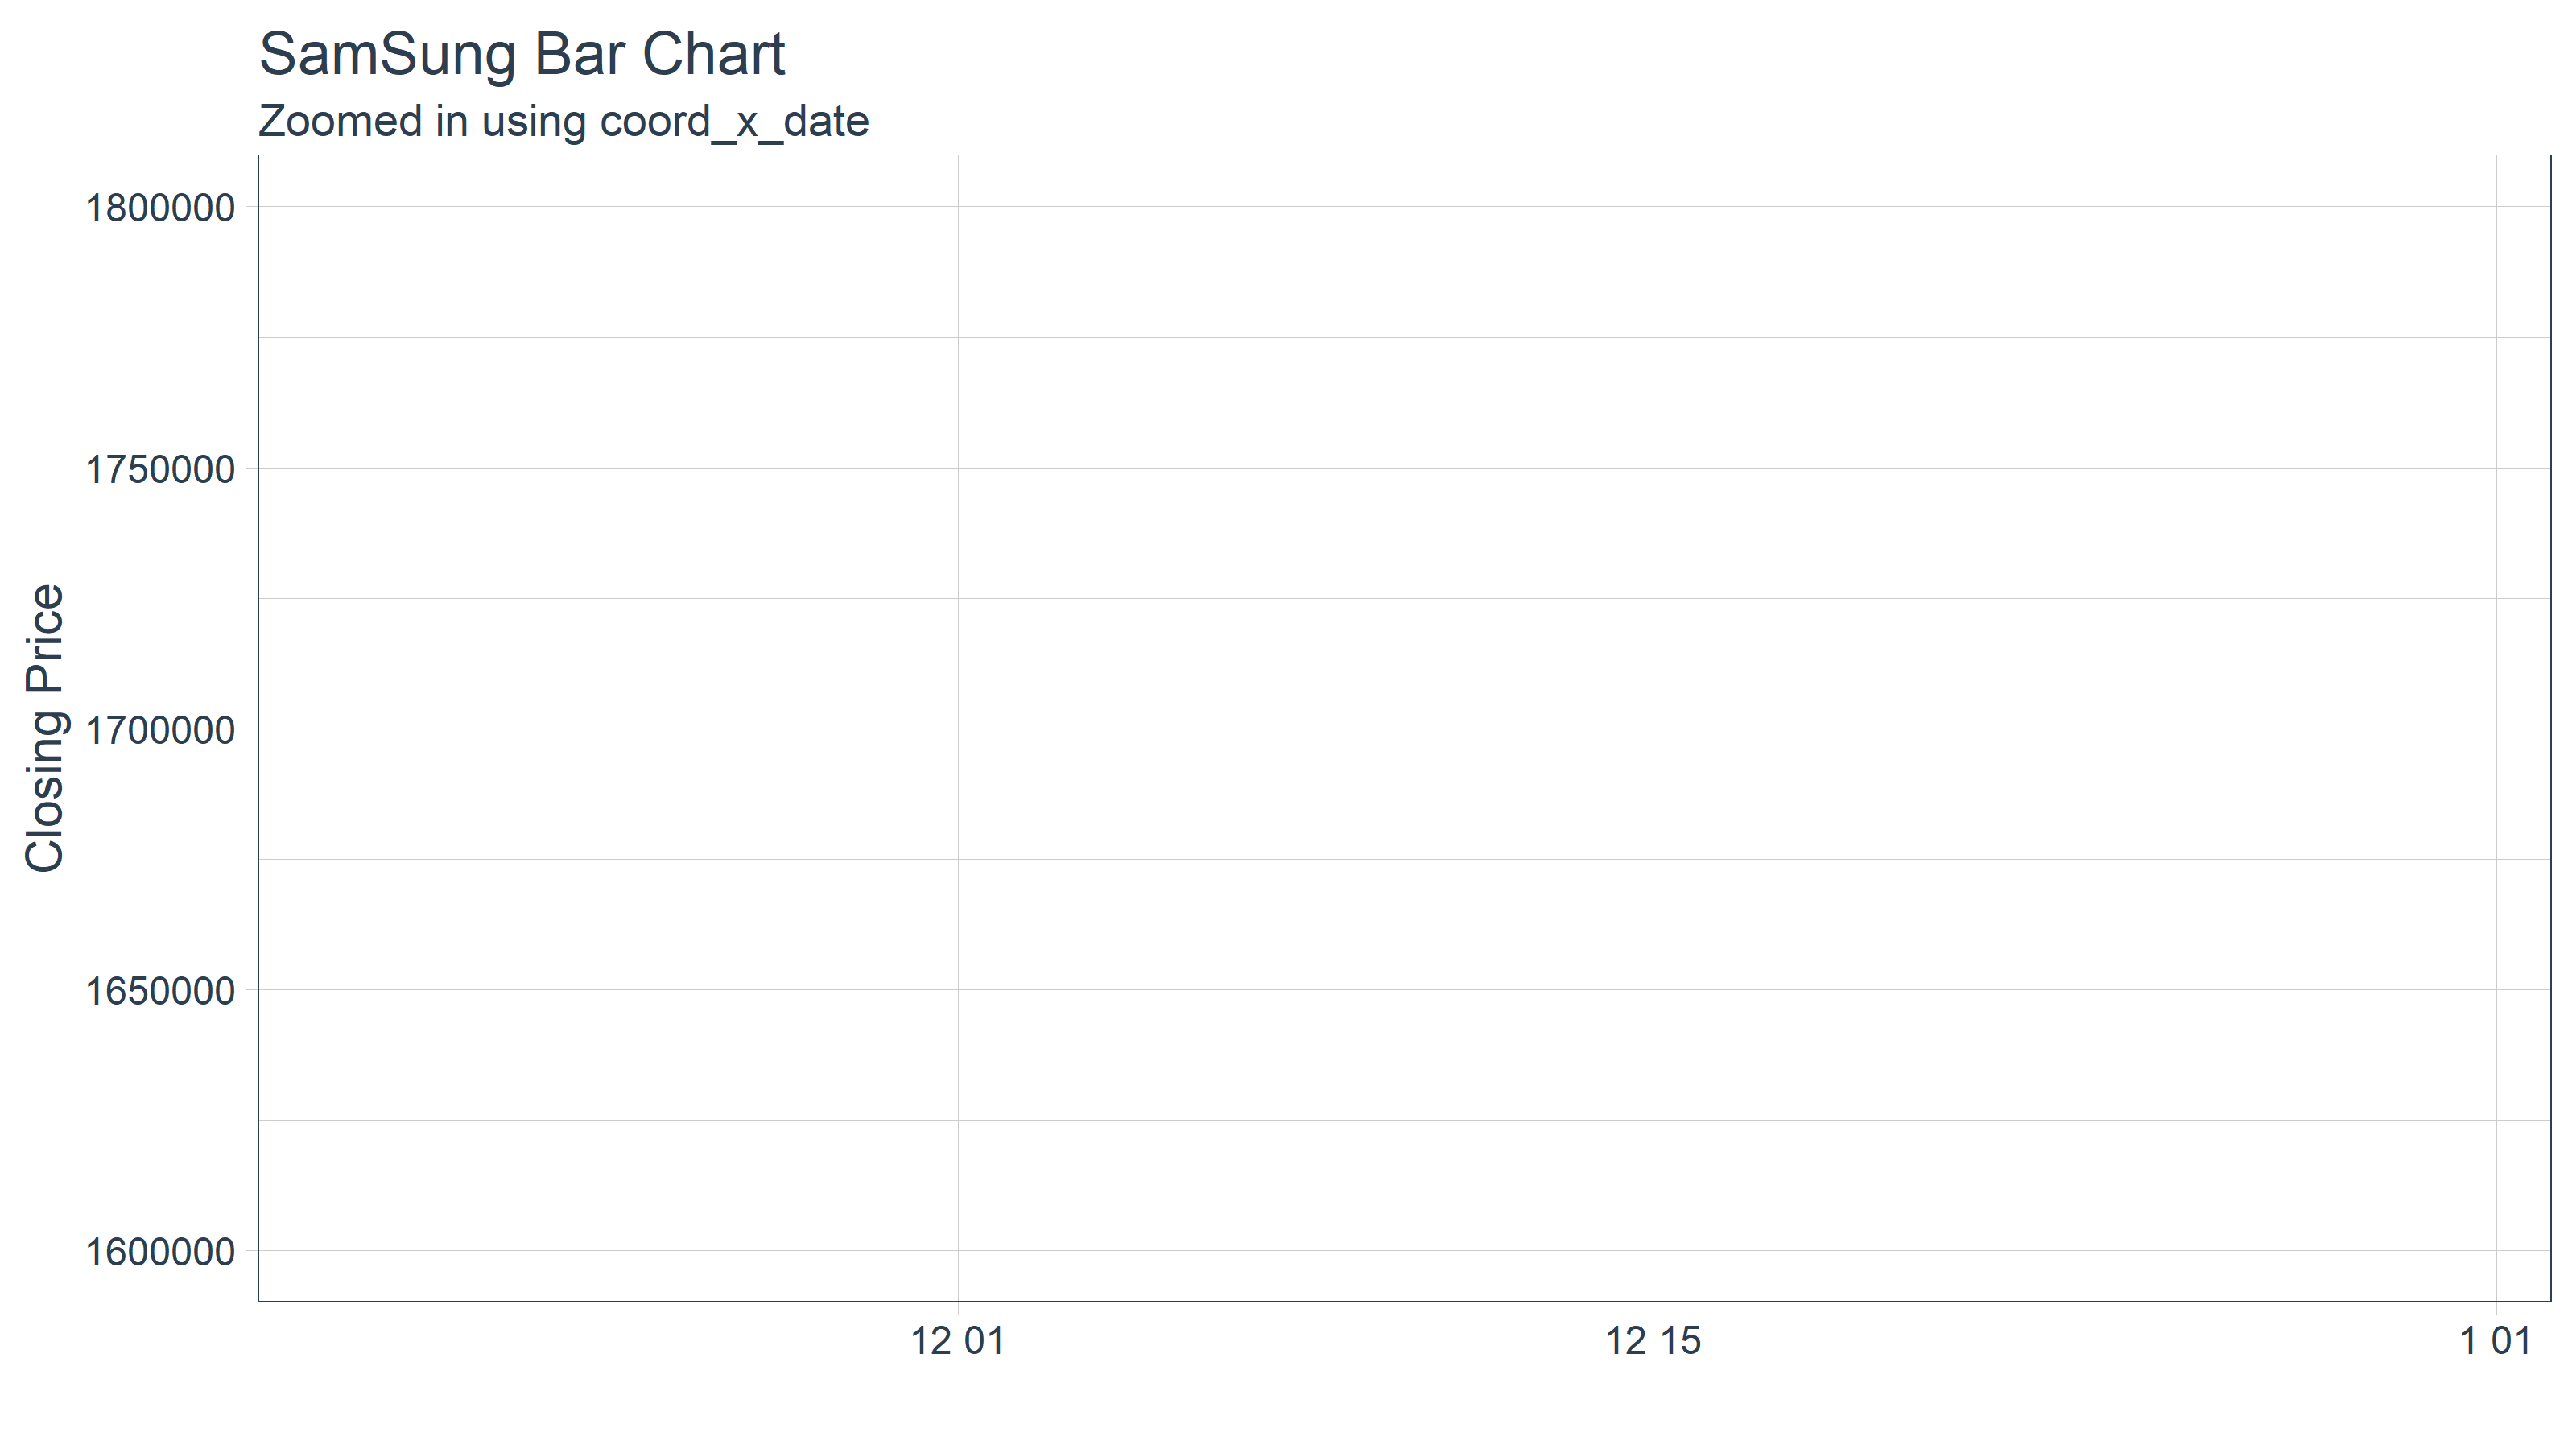 SamSung Bar Chart
Zoomed in using coord_x_date
Closing Price
1800000
1750000
1700000
1650000
1600000
12 01
12 15
1 01